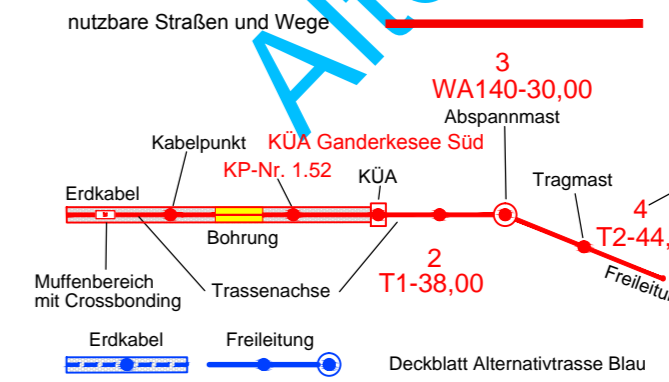 nutzbare Straßen und Wege
3
WA140-30,00
Abspannmast
Kabelpunkt
KÜA Ganderkesee Süd
KP-Nr. 1.52
KÜA
Tragmast
Erdkabel
4
T2-44,
Bohrung
2
T1-38,00
Muffenbereich
mit Crossbonding
Trassenachse
Erdkabel
Freileitung
Deckblatt Alternativtrasse Blau